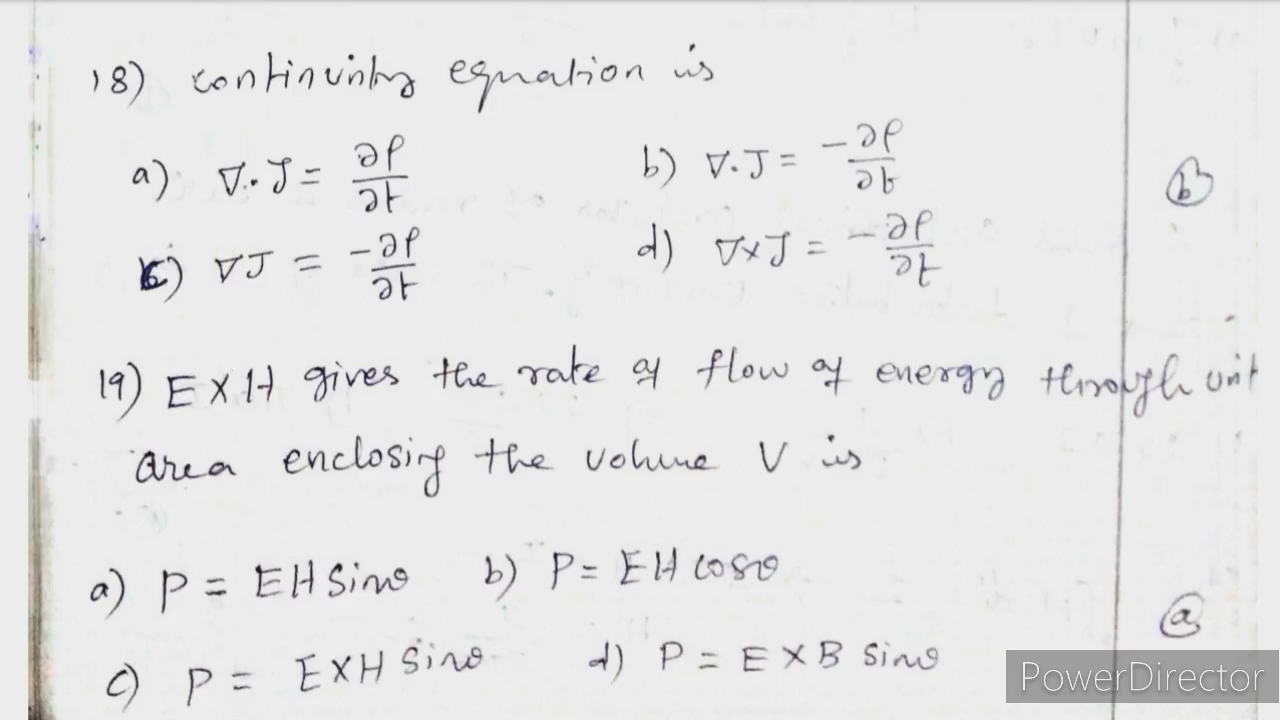 18) continuity equation is
a) ∇.J = ∂ρ/∂t b) ∇.J = -∂ρ/∂t (b)
c) ∇J = -∂ρ/∂t d) ∇×J = -∂ρ/∂t
19) E×H gives the rate of flow of energy through unit
area enclosing the volume V is
a) P = EH Sinθ b) P = EH cosθ
(a)
c) P = E×H Sinθ d) P = E×B Sinθ
PowerDirector